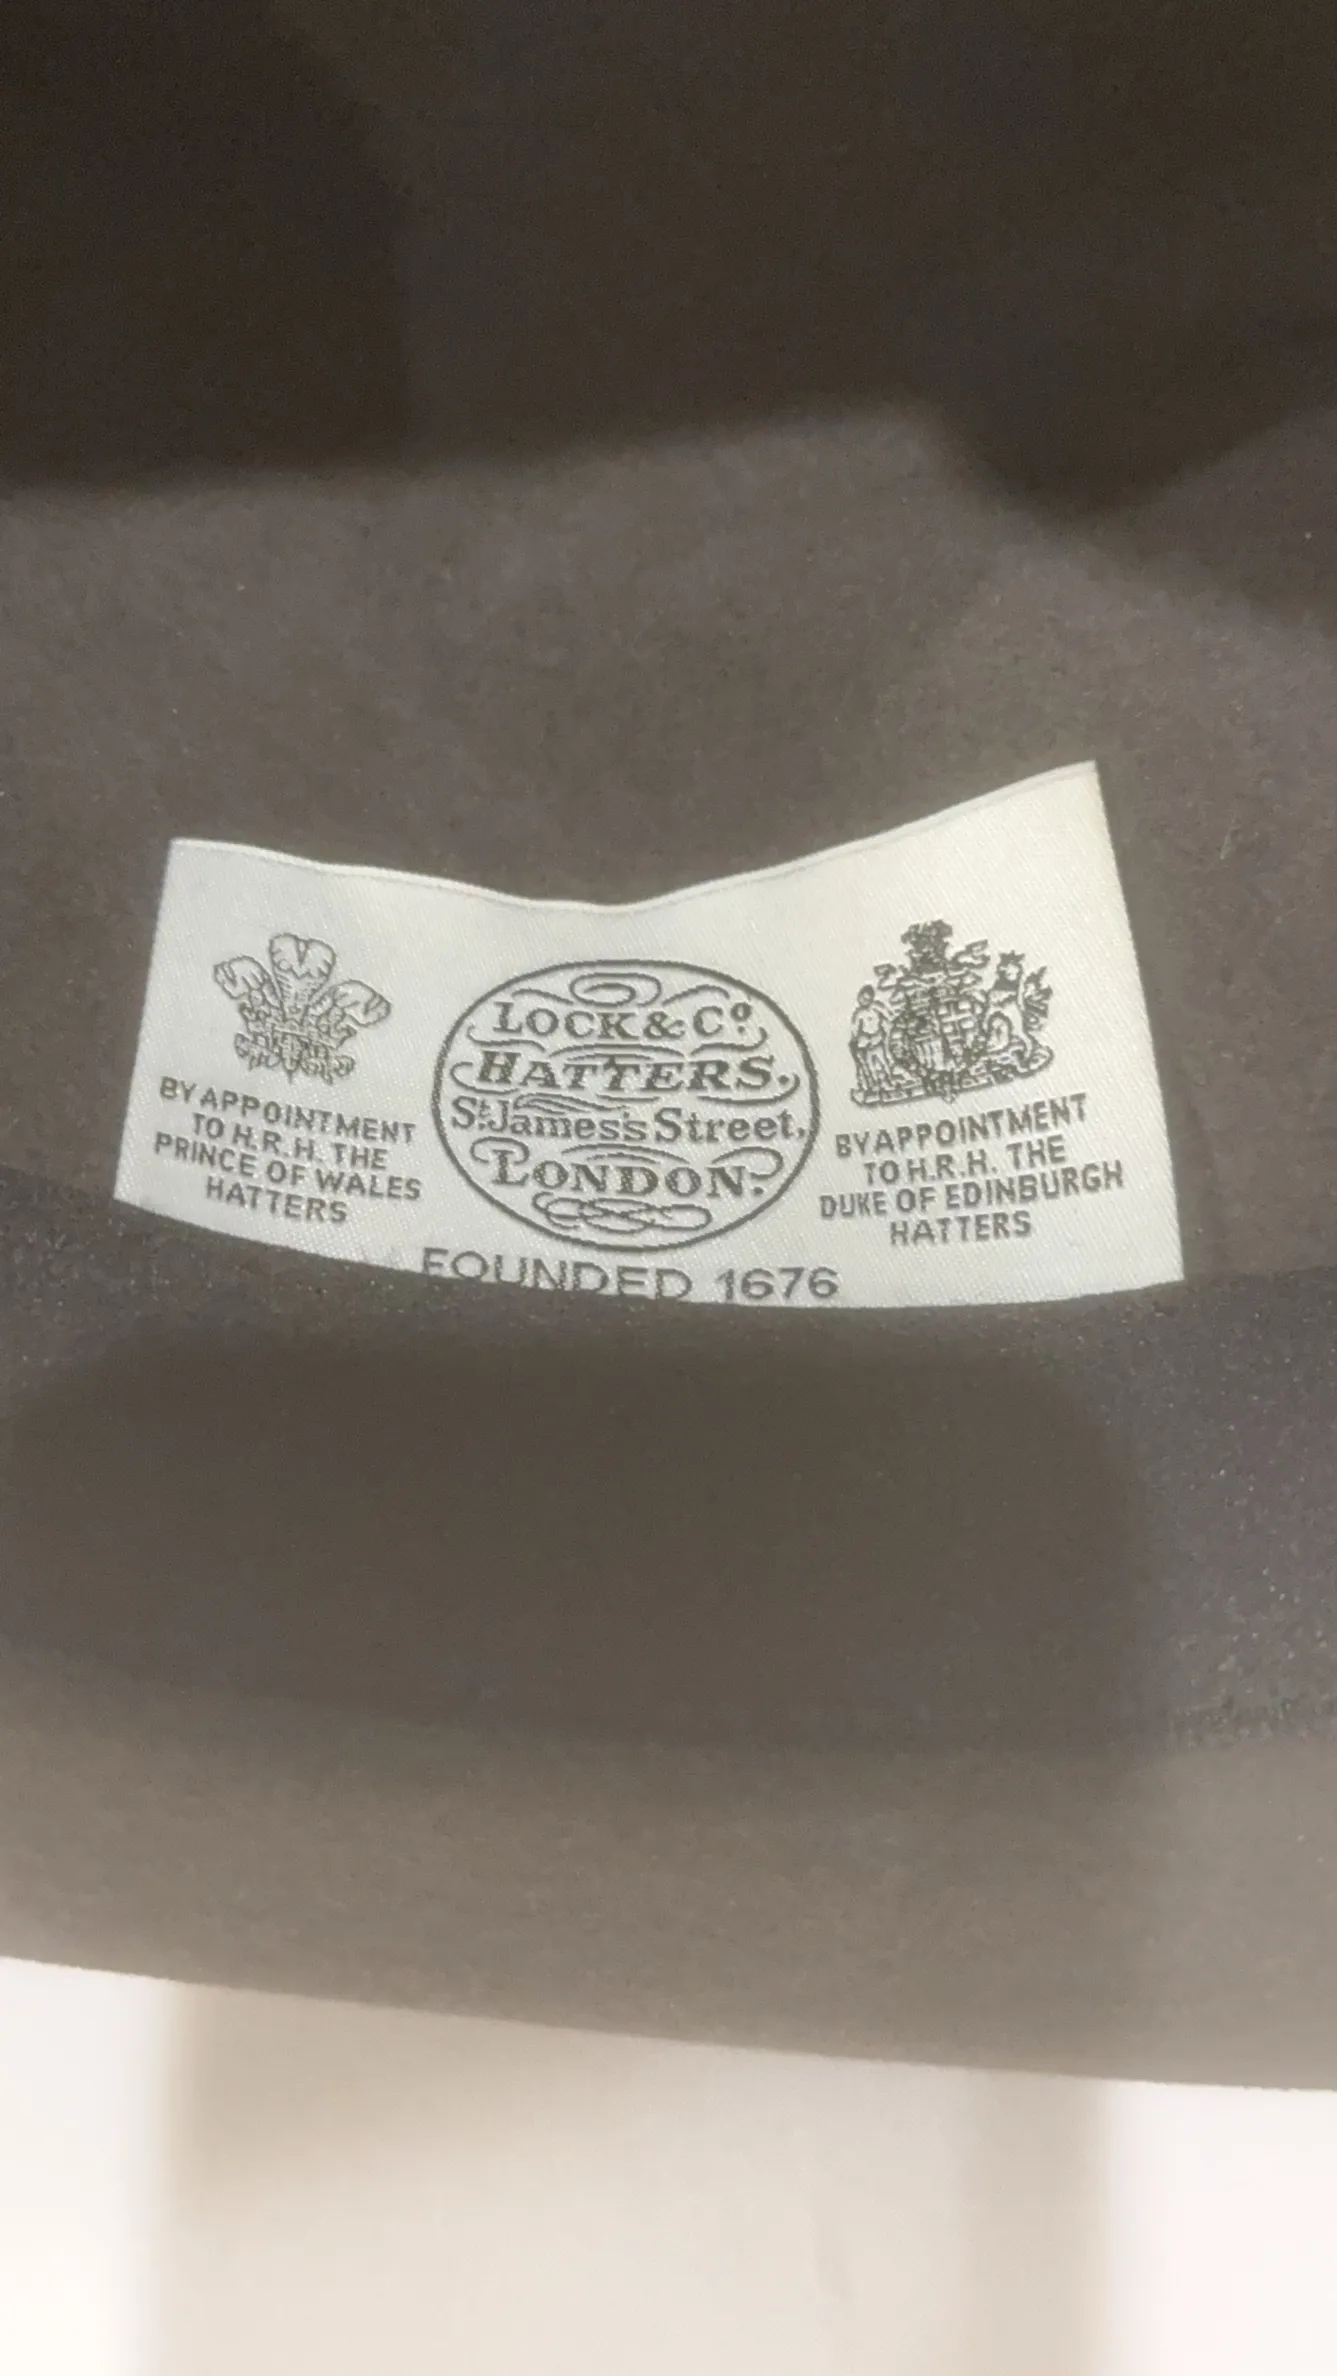 BY APPOINTMENT
TO H.R.H. THE
PRINCE OF WALES
HATTERS
LOCK & Cº
HATTERS.
St. James's Street,
LONDON.
FOUNDED 1676
BY APPOINTMENT
TO H.R.H. THE
DUKE OF EDINBURGH
HATTERS